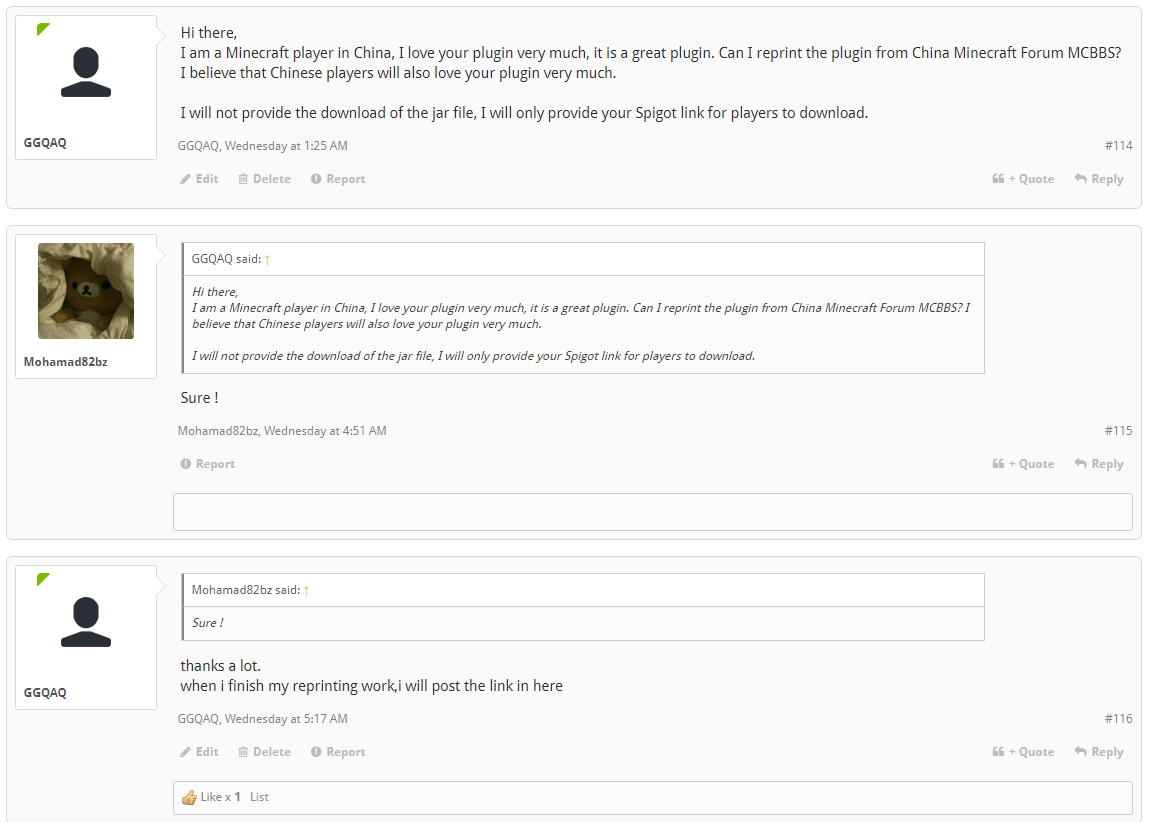 Hi there,
I am a Minecraft player in China, I love your plugin very much, it is a great plugin. Can I reprint the plugin from China Minecraft Forum MCBBS?
I believe that Chinese players will also love your plugin very much.
I will not provide the download of the jar file, I will only provide your Spigot link for players to download.
GGQAQ
GGQAQ, Wednesday at 1:25 AM #114
Edit Delete Report + Quote Reply
GGQAQ said: ↑
Hi there,
I am a Minecraft player in China, I love your plugin very much, it is a great plugin. Can I reprint the plugin from China Minecraft Forum MCBBS? I
believe that Chinese players will also love your plugin very much.
I will not provide the download of the jar file, I will only provide your Spigot link for players to download.
Mohamad82bz
Sure !
Mohamad82bz, Wednesday at 4:51 AM #115
Report + Quote Reply
Mohamad82bz said: ↑
Sure !
thanks a lot.
when i finish my reprinting work,i will post the link in here
GGQAQ
GGQAQ, Wednesday at 5:17 AM #116
Edit Delete Report + Quote Reply
Like x 1 List